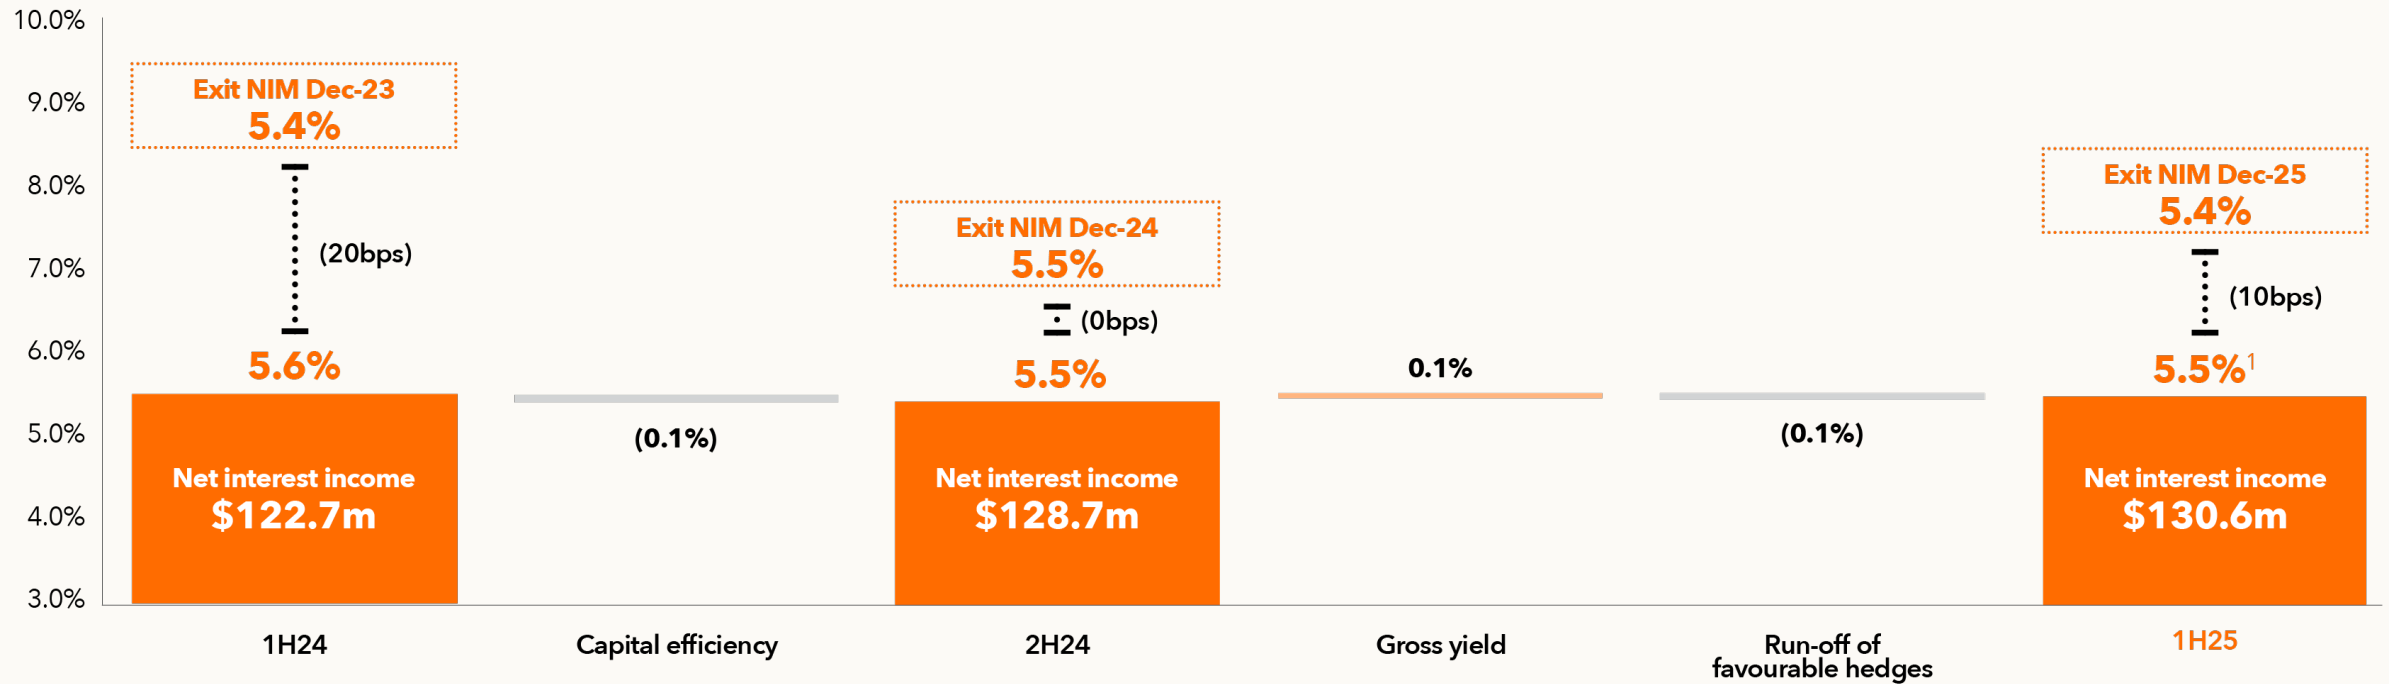 10.0%
9.0%
8.0%
7.0%
6.0%
5.0%
4.0%
3.0%
Exit NIM Dec-23
5.4%
(20bps)
5.6%
Net interest income
$122.7m
1H24
(0.1%)
Capital efficiency
Exit NIM Dec-24
5.5%
(0bps)
5.5%
Net interest income
$128.7m
2H24
0.1%
Gross yield
(0.1%)
Run-off of
favourable hedges
Exit NIM Dec-25
5.4%
(10bps)
5.5%¹
Net interest income
$130.6m
1H25